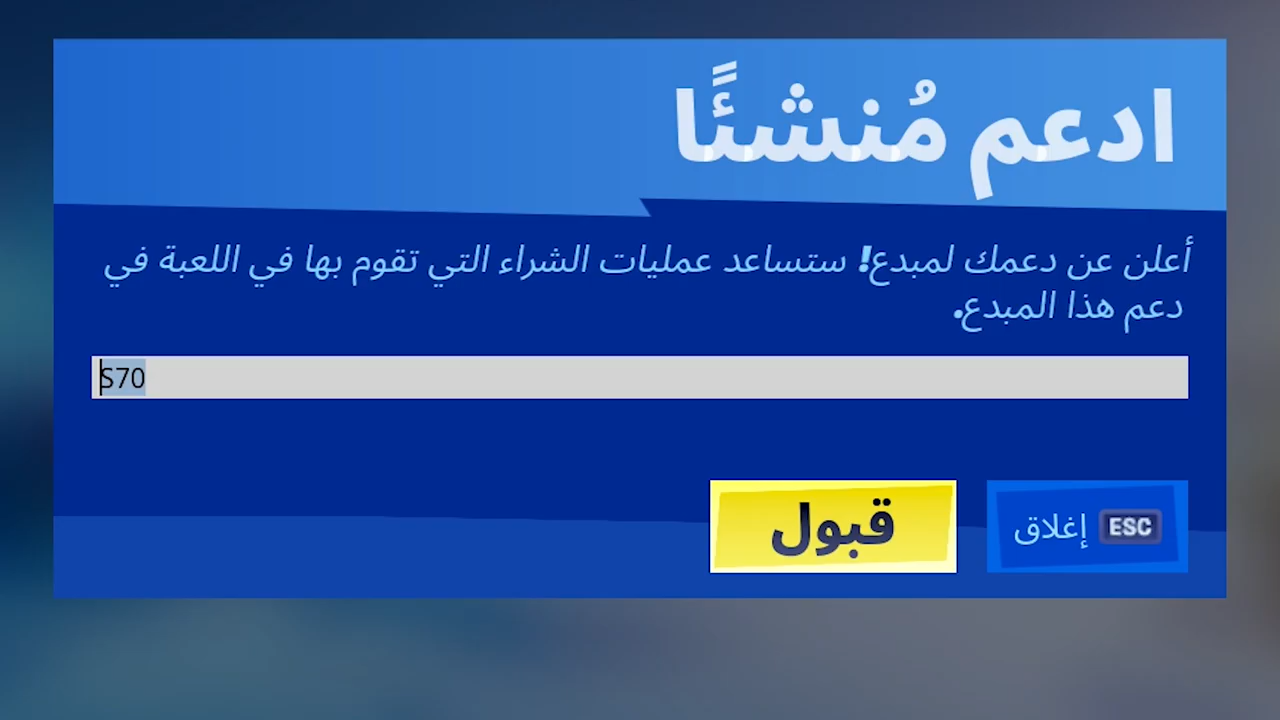 ادعم مُنشئًا
أعلن عن دعمك لمبدع! ستساعد عمليات الشراء التي تقوم بها في اللعبة في
دعم هذا المبدع.
S70
ESC إغلاق
قبول